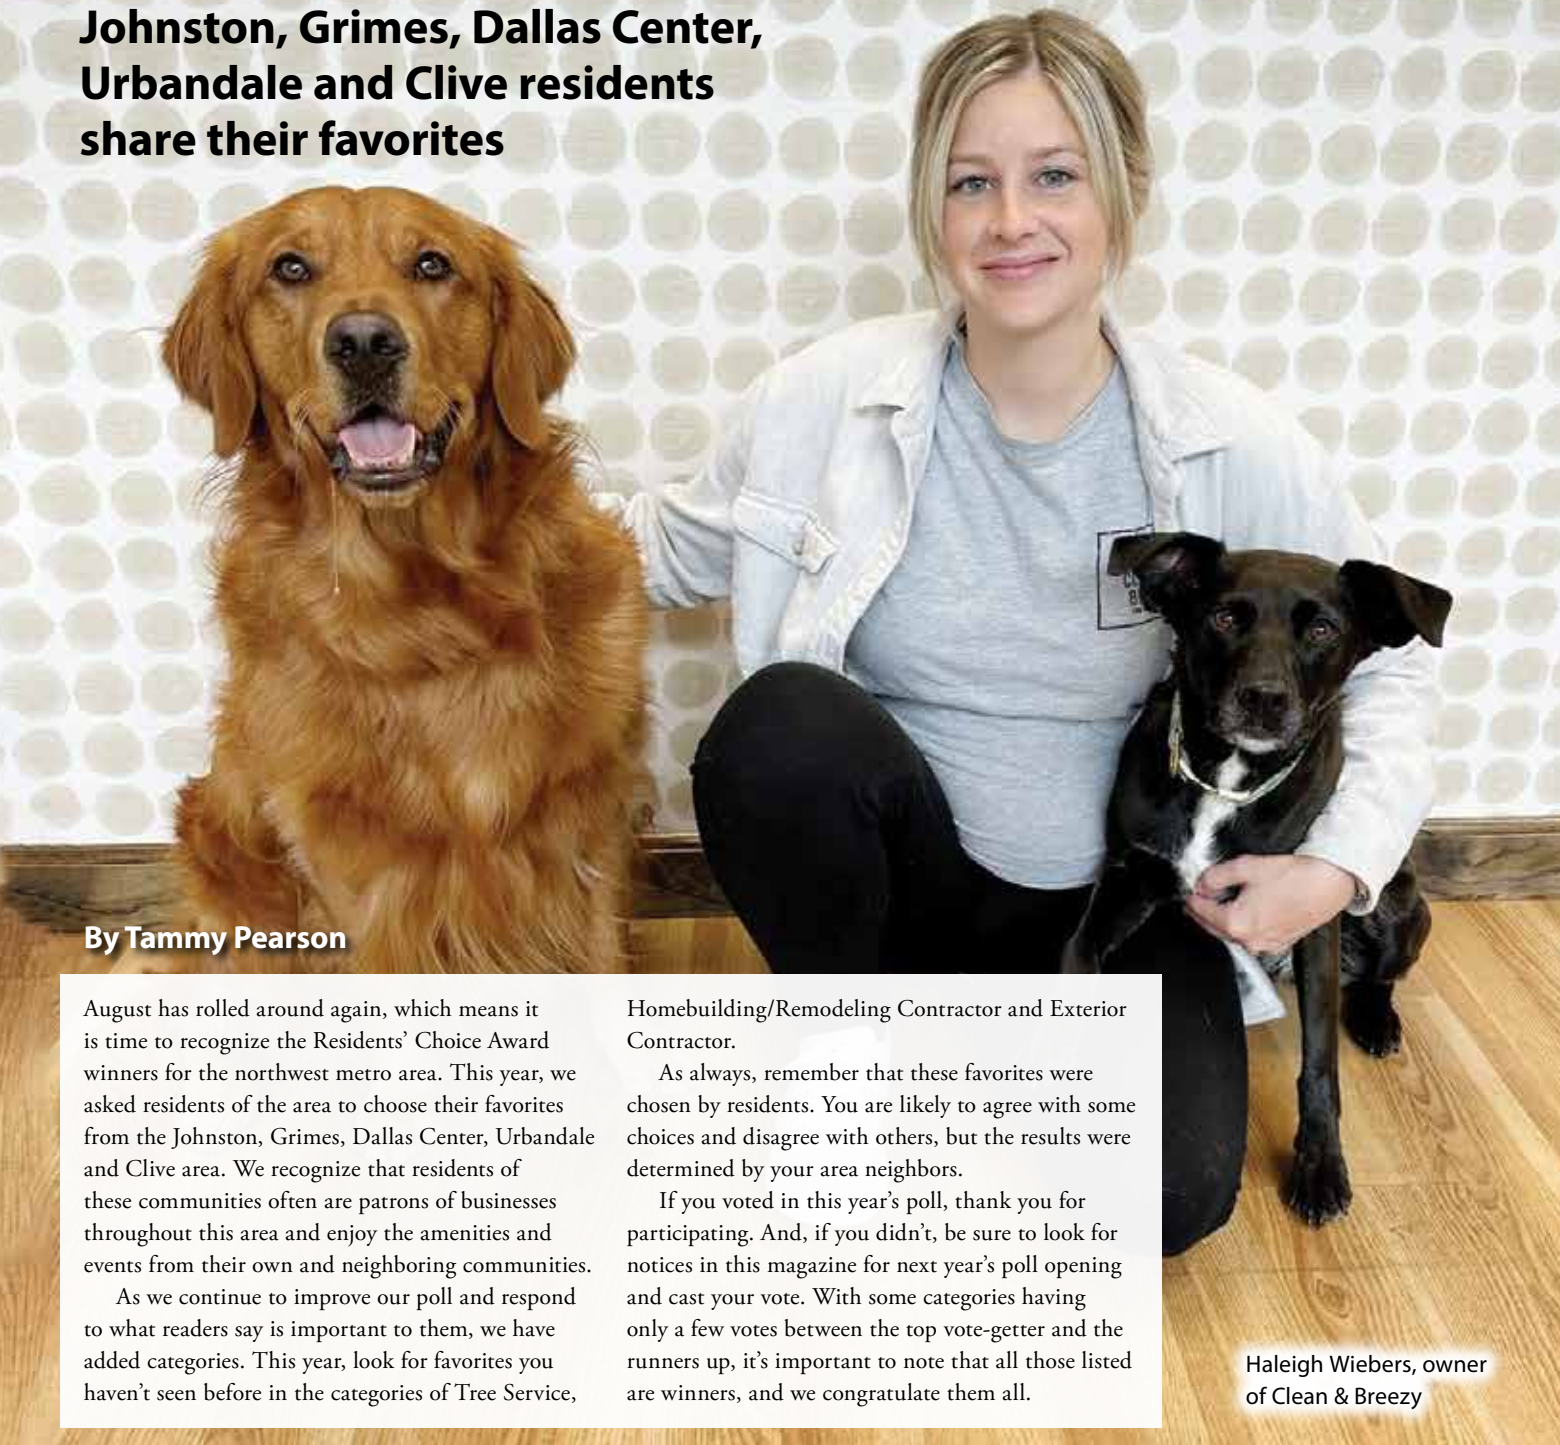 Johnston, Grimes, Dallas Center,
Urbandale and Clive residents
share their favorites
By Tammy Pearson
August has rolled around again, which means it
is time to recognize the Residents’ Choice Award
winners for the northwest metro area. This year, we
asked residents of the area to choose their favorites
from the Johnston, Grimes, Dallas Center, Urbandale
and Clive area. We recognize that residents of
these communities often are patrons of businesses
throughout this area and enjoy the amenities and
events from their own and neighboring communities.
As we continue to improve our poll and respond
to what readers say is important to them, we have
added categories. This year, look for favorites you
haven’t seen before in the categories of Tree Service,
Homebuilding/Remodeling Contractor and Exterior
Contractor.
As always, remember that these favorites were
chosen by residents. You are likely to agree with some
choices and disagree with others, but the results were
determined by your area neighbors.
If you voted in this year’s poll, thank you for
participating. And, if you didn’t, be sure to look for
notices in this magazine for next year’s poll opening
and cast your vote. With some categories having
only a few votes between the top vote-getter and the
runners up, it’s important to note that all those listed
are winners, and we congratulate them all.
Haleigh Wiebers, owner
of Clean & Breezy